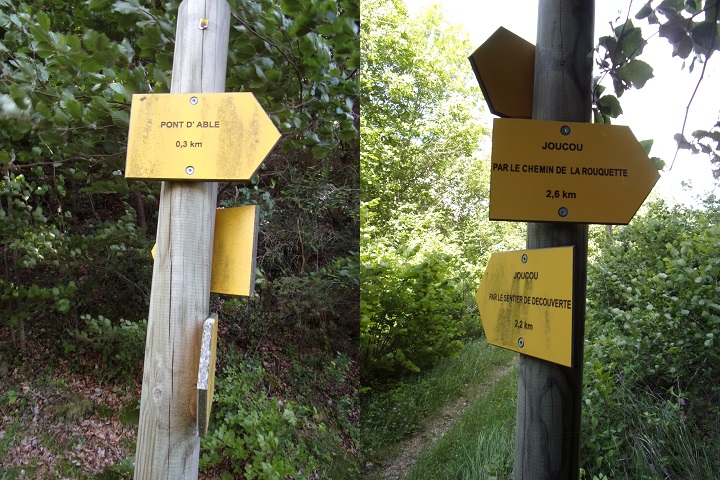 PONT D' ABLE
0,3 km
JOUCOU
PAR LE CHEMIN DE LA ROUQUETTE
2,6 km
JOUCOU
PAR LE SENTIER DE DECOUVERTE
2,2 km